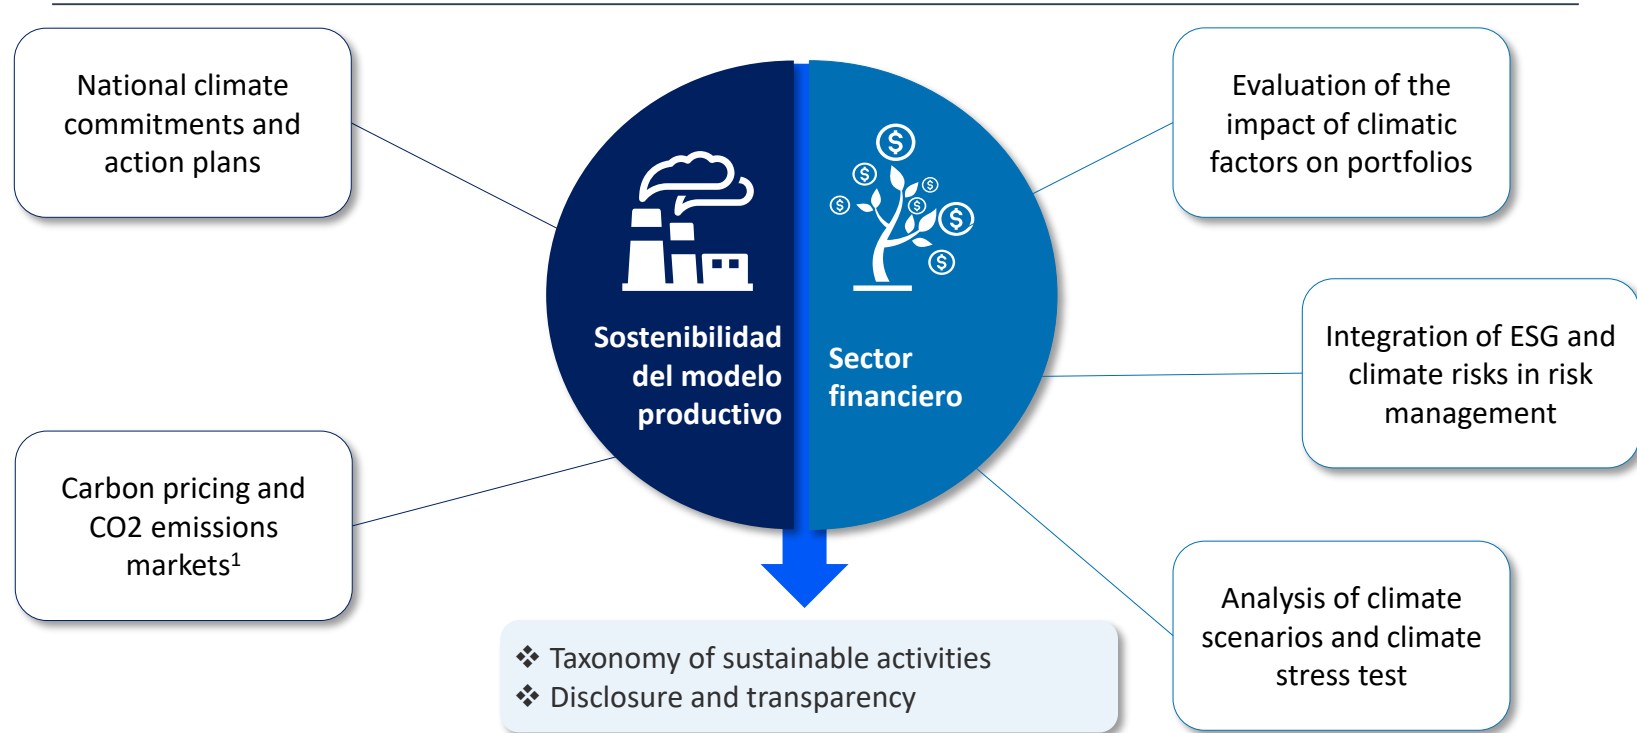 National climate
commitments and
action plans
Carbon pricing and
CO2 emissions
markets¹
Sostenibilidad
del modelo
productivo
Sector
financiero
Evaluation of the
impact of climatic
factors on portfolios
Integration of ESG and
climate risks in risk
management
Analysis of climate
scenarios and climate
stress test
❖ Taxonomy of sustainable activities
❖ Disclosure and transparency